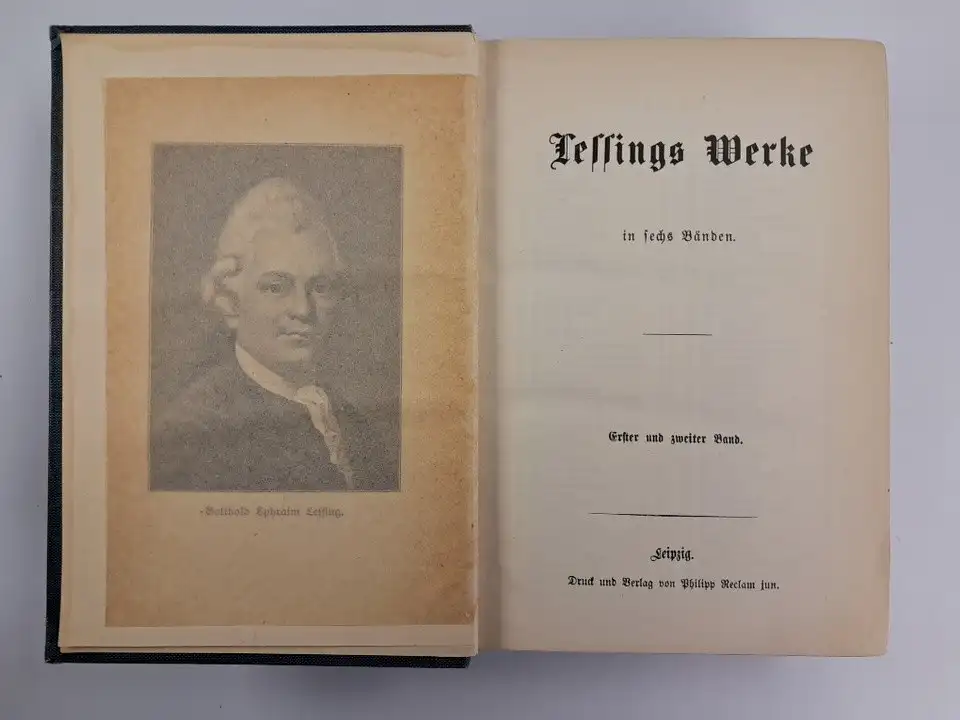 Gotthold Ephraim Leſſing.
Leſſings Werke
in ſechs Bänden.
Erſter und zweiter Band.
Leipzig.
Druck und Verlag von Philipp Reclam jun.